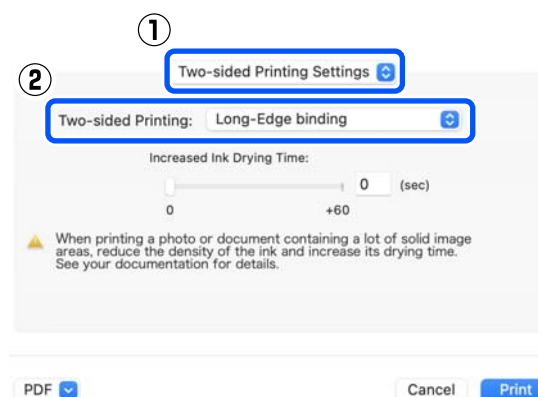 ①
Two-sided Printing Settings
②
Two-sided Printing: Long-Edge binding
Increased Ink Drying Time:
0 (sec)
0 +60
When printing a photo or document containing a lot of solid image
areas, reduce the density of the ink and increase its drying time.
See your documentation for details.
PDF Cancel Print